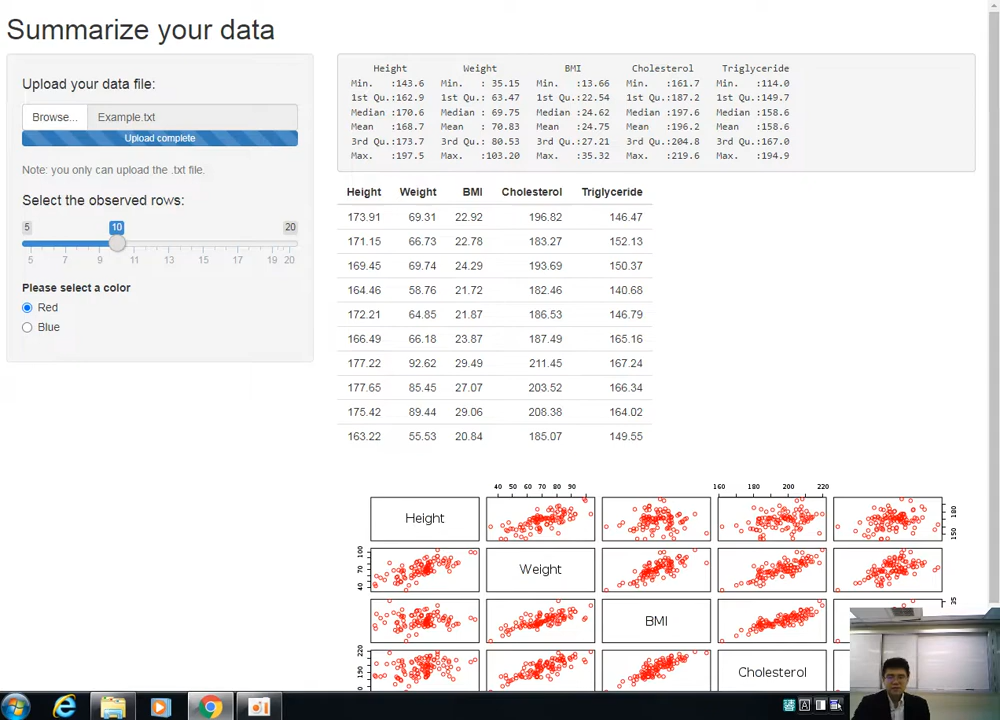 Summarize your data
Upload your data file:
Browse... Example.txt
Upload complete
Note: you only can upload the .txt file.
Select the observed rows:
5 10 20
5 7 9 11 13 15 17 19 20
Please select a color
Red
Blue
Height Weight BMI Cholesterol Triglyceride
Min. :143.6 Min. : 35.15 Min. :13.66 Min. :161.7 Min. :114.0
1st Qu.:162.9 1st Qu.: 63.47 1st Qu.:22.54 1st Qu.:187.2 1st Qu.:149.7
Median :170.6 Median : 69.75 Median :24.62 Median :197.6 Median :158.6
Mean :168.7 Mean : 70.83 Mean :24.75 Mean :196.2 Mean :158.6
3rd Qu.:173.7 3rd Qu.: 80.53 3rd Qu.:27.21 3rd Qu.:204.8 3rd Qu.:167.0
Max. :197.5 Max. :103.20 Max. :35.32 Max. :219.6 Max. :194.9
Height Weight BMI Cholesterol Triglyceride
173.91 69.31 22.92 196.82 146.47
171.15 66.73 22.78 183.27 152.13
169.45 69.74 24.29 193.69 150.37
164.46 58.76 21.72 182.46 140.68
172.21 64.85 21.87 186.53 146.79
166.49 66.18 23.87 187.49 165.16
177.22 92.62 29.49 211.45 167.24
177.65 85.45 27.07 203.52 166.34
175.42 89.44 29.06 208.38 164.02
163.22 55.53 20.84 185.07 149.55
40 50 60 70 80 90 160 180 200 220
Height 150 180
40 70 100 Weight
BMI 35
190 220 Cholesterol